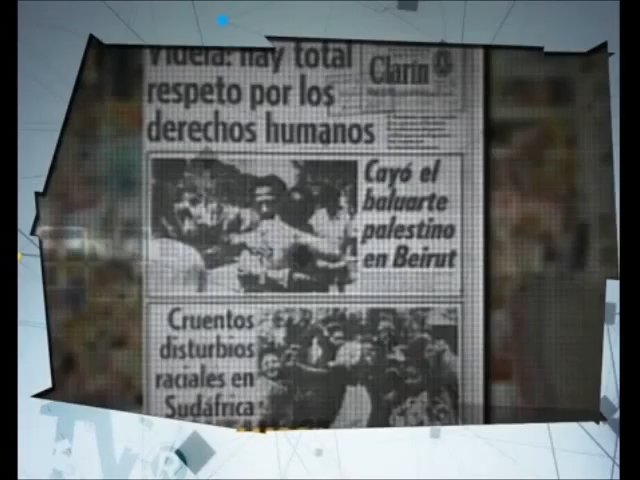 Videla: hay total
respeto por los
derechos humanos
Clarín
Cayó el
baluarte
palestino
en Beirut
Cruentos
disturbios
raciales en
Sudáfrica